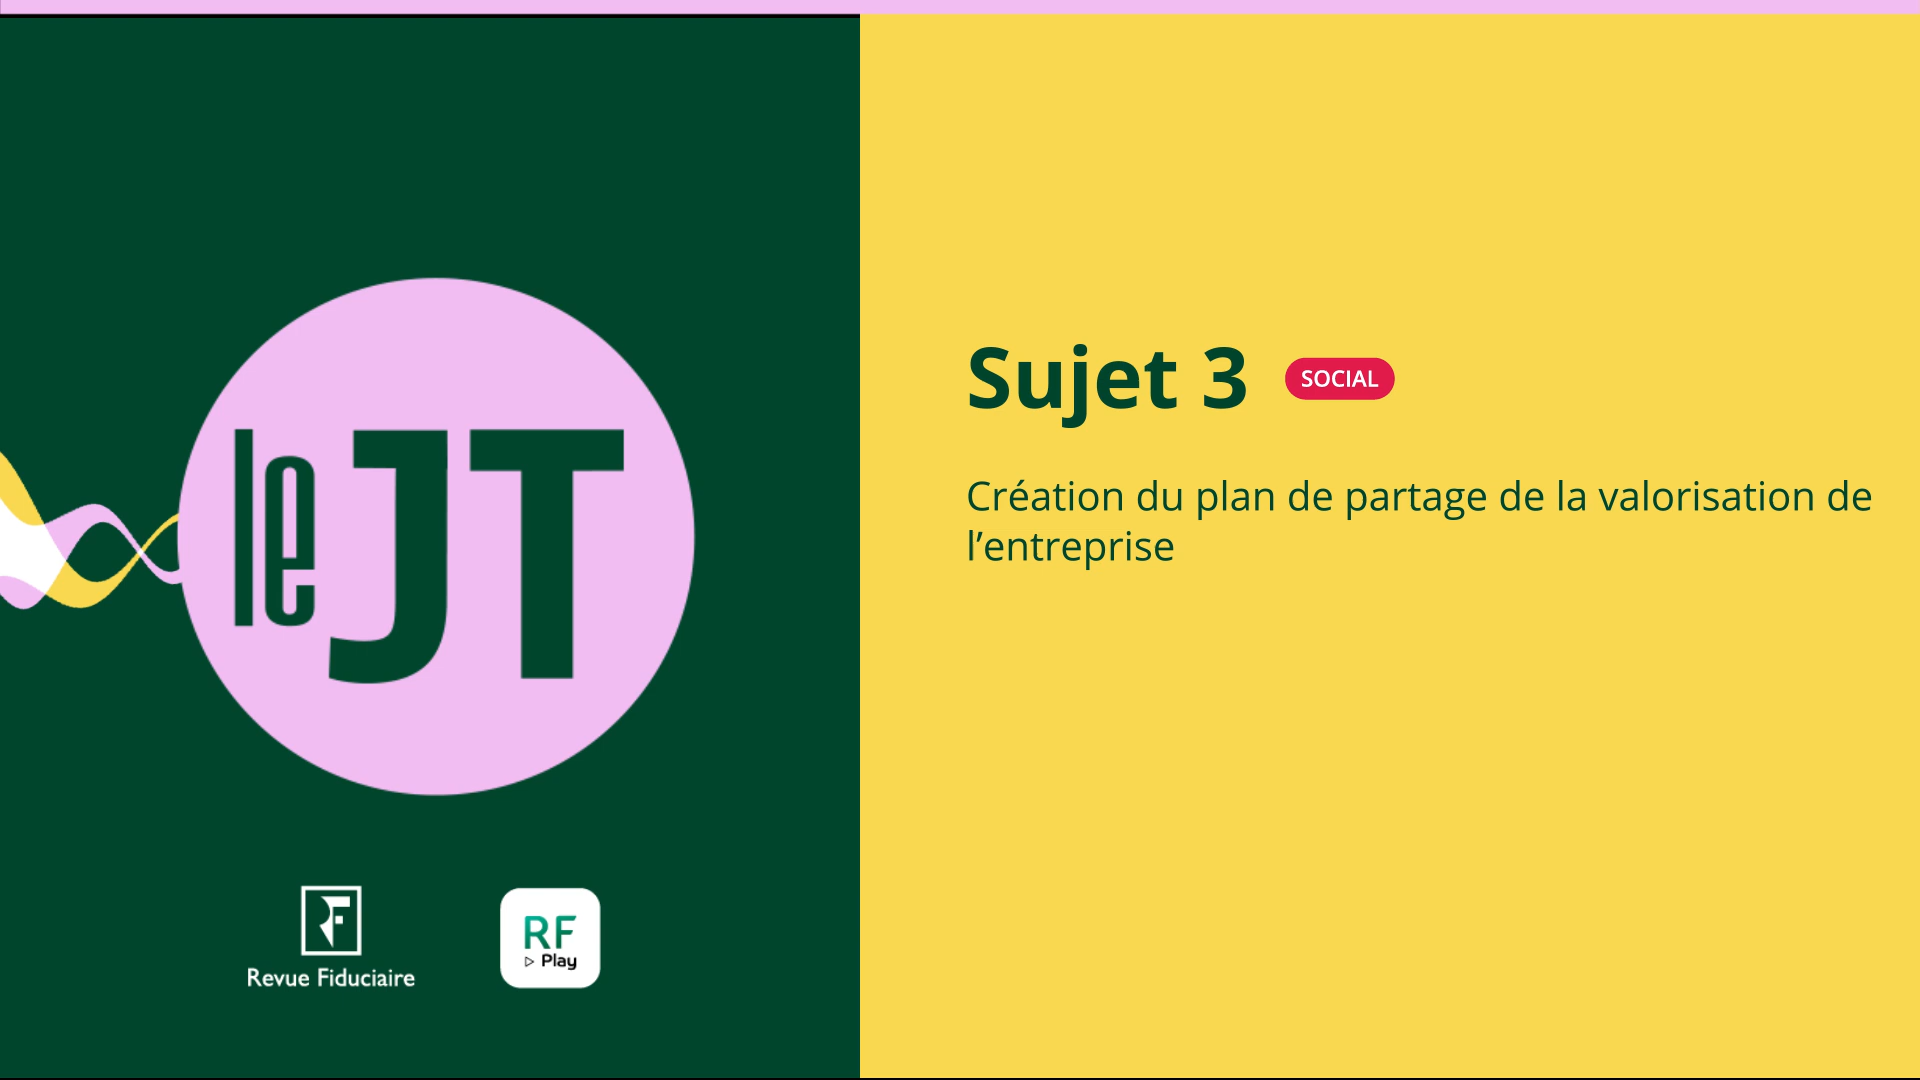 le JT
Revue Fiduciaire
RF
Play
Sujet 3
SOCIAL
Création du plan de partage de la valorisation de
l’entreprise